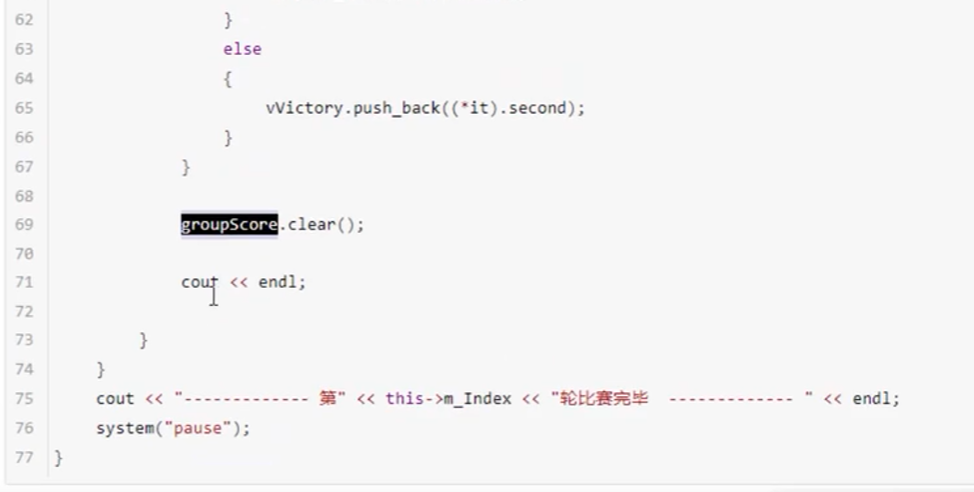 62 }
63 else
64 {
65 vVictory.push_back((*it).second);
66 }
67 }
68
69 groupScore.clear();
70
71 cout << endl;
72
73 }
74 }
75 cout << "------------- 第" << this->m_Index << "轮比赛完毕 ------------- " << endl;
76 system("pause");
77 }